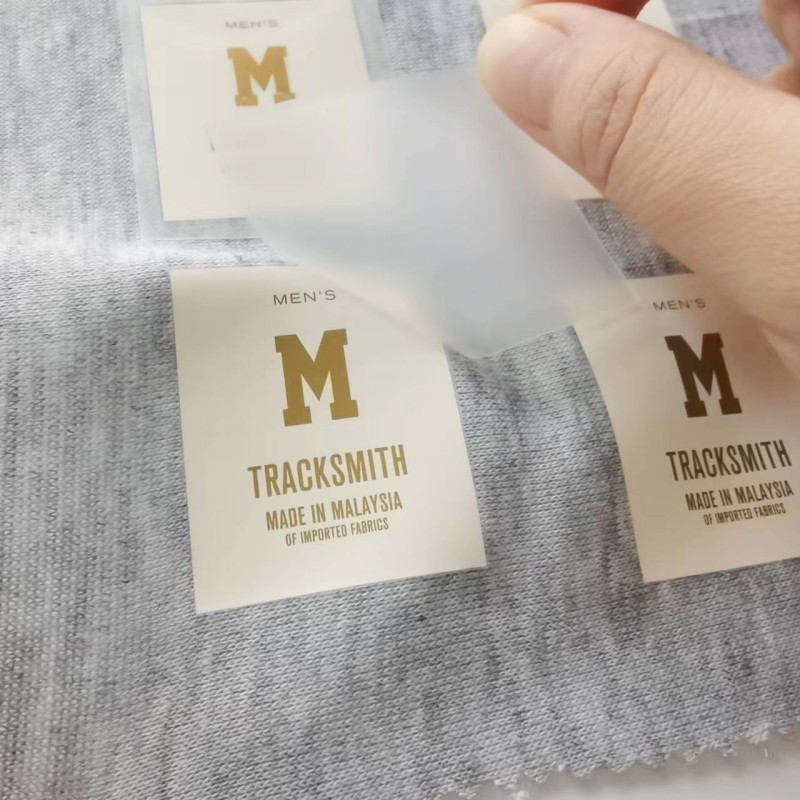 MEN'S
M
MEN'S
M
TRACKSMITH
MADE IN MALAYSIA
OF IMPORTED FABRICS
MEN'S
M
TRACKSMITH
MADE IN MALAYSIA
OF IMPORTED FABRICS